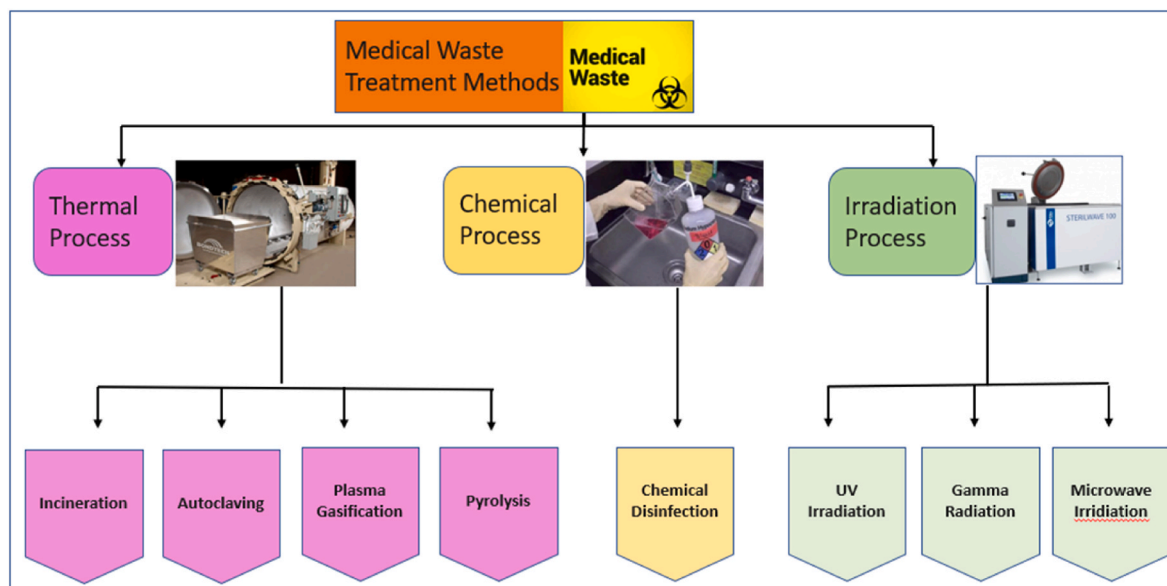 Medical Waste
Treatment Methods
Medical
Waste
Thermal
Process
Chemical
Process
Irradiation
Process
STERILWAVE 100
Incineration
Autoclaving
Plasma
Gasification
Pyrolysis
Chemical
Disinfection
UV
Irradiation
Gamma
Radiation
Microwave
Irridiation